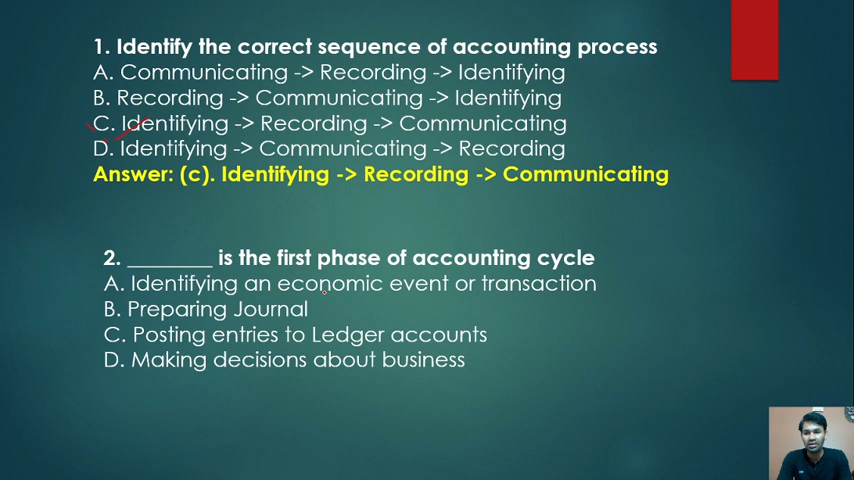 1. Identify the correct sequence of accounting process
A. Communicating -> Recording -> Identifying
B. Recording -> Communicating -> Identifying
C. Identifying -> Recording -> Communicating
D. Identifying -> Communicating -> Recording
Answer: (c). Identifying -> Recording -> Communicating
2. ________ is the first phase of accounting cycle
A. Identifying an economic event or transaction
B. Preparing Journal
C. Posting entries to Ledger accounts
D. Making decisions about business